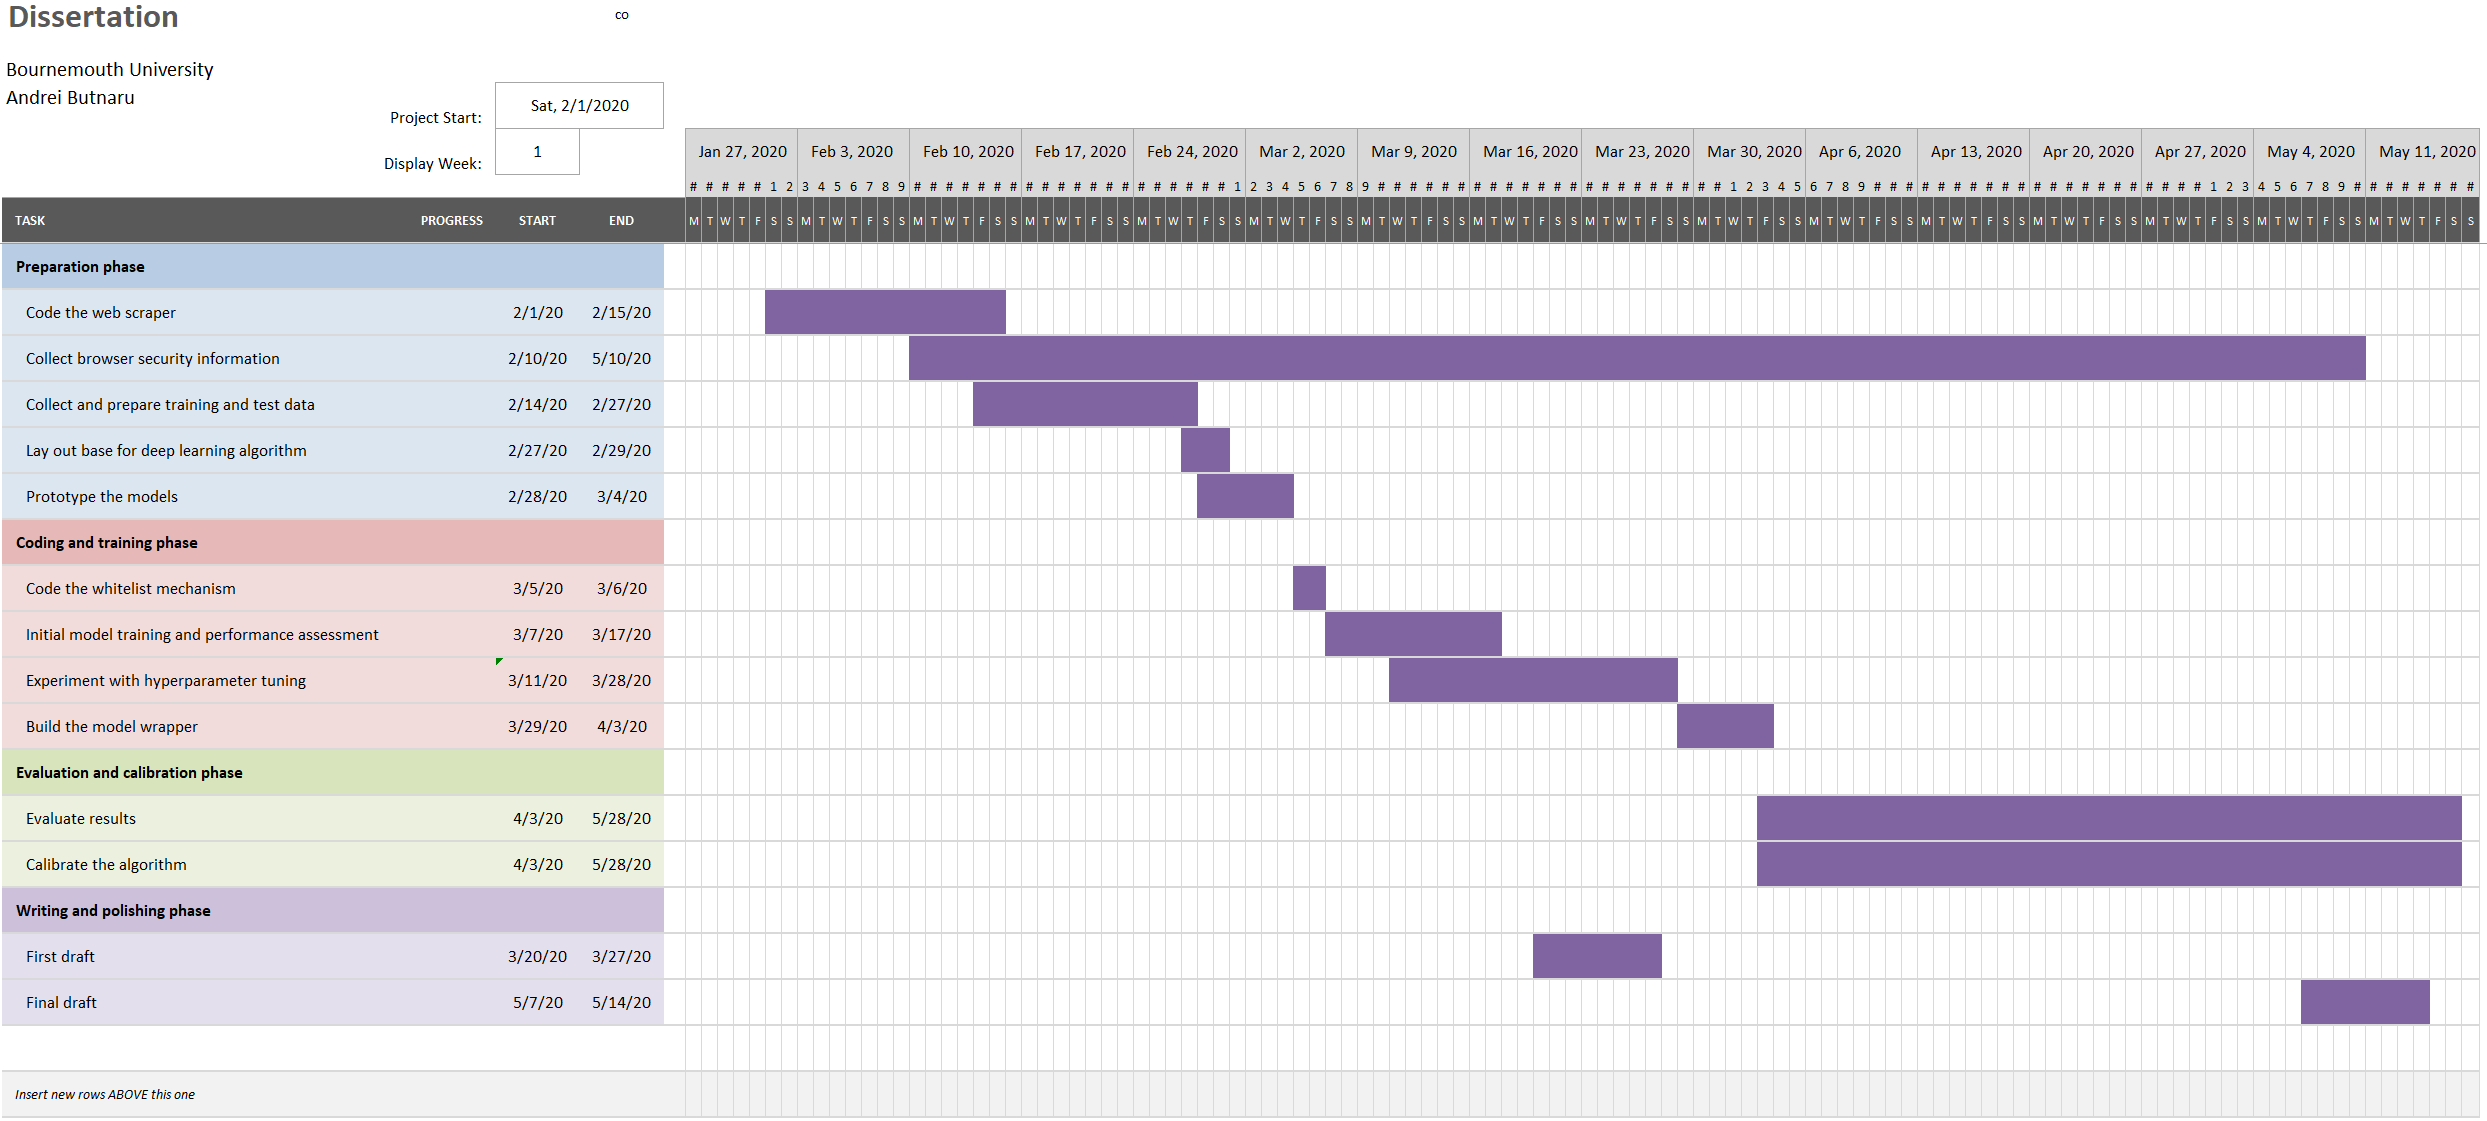 Dissertation
co
Bournemouth University
Andrei Butnaru
Project Start: Sat, 2/1/2020
Display Week: 1
Jan 27, 2020 Feb 3, 2020 Feb 10, 2020 Feb 17, 2020 Feb 24, 2020 Mar 2, 2020 Mar 9, 2020 Mar 16, 2020 Mar 23, 2020 Mar 30, 2020 Apr 6, 2020 Apr 13, 2020 Apr 20, 2020 Apr 27, 2020 May 4, 2020 May 11, 2020
# # # # # 1 2 3 4 5 6 7 8 9 # # # # # # # # # # # # # # # # # # # # 1 2 3 4 5 6 7 8 9 # # # # # # # # # # # # # # # # # # # # # # 1 2 3 4 5 6 7 8 9 # # # # # # # # # # # # # # # # # # # # # 1 2 3 4 5 6 7 8 9 # # # # # # # #
TASK PROGRESS START END M T W T F S S M T W T F S S M T W T F S S M T W T F S S M T W T F S S M T W T F S S M T W T F S S M T W T F S S M T W T F S S M T W T F S S M T W T F S S M T W T F S S M T W T F S S M T W T F S S M T W T F S S M T W T F S S
Preparation phase
Code the web scraper 2/1/20 2/15/20
Collect browser security information 2/10/20 5/10/20
Collect and prepare training and test data 2/14/20 2/27/20
Lay out base for deep learning algorithm 2/27/20 2/29/20
Prototype the models 2/28/20 3/4/20
Coding and training phase
Code the whitelist mechanism 3/5/20 3/6/20
Initial model training and performance assessment 3/7/20 3/17/20
Experiment with hyperparameter tuning 3/11/20 3/28/20
Build the model wrapper 3/29/20 4/3/20
Evaluation and calibration phase
Evaluate results 4/3/20 5/28/20
Calibrate the algorithm 4/3/20 5/28/20
Writing and polishing phase
First draft 3/20/20 3/27/20
Final draft 5/7/20 5/14/20
Insert new rows ABOVE this one